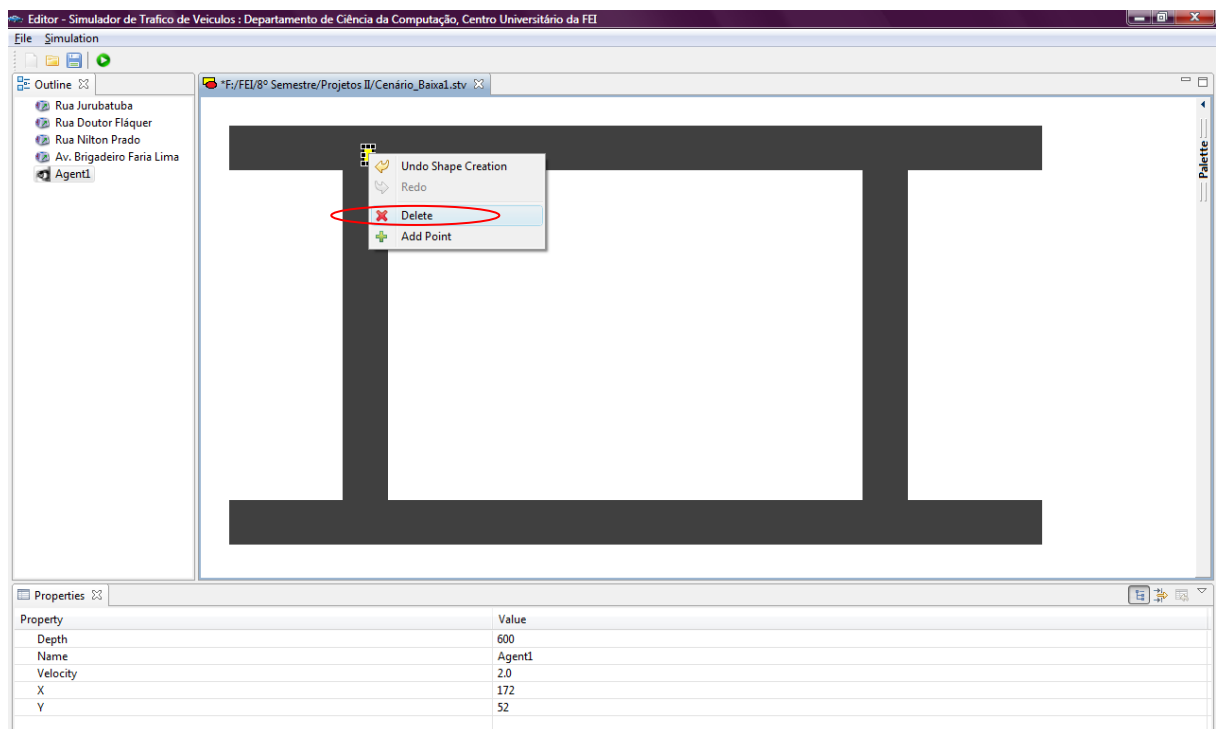 Editor - Simulador de Trafico de Veiculos : Departamento de Ciência da Computação, Centro Universitário da FEI
File Simulation
Outline
*F:/FEI/8º Semestre/Projetos II/Cenário_Baixa1.stv
Rua Jurubatuba
Rua Doutor Fláquer
Rua Nilton Prado
Av. Brigadeiro Faria Lima
Agent1
Undo Shape Creation
Redo
Delete
Add Point
Palette
Properties
Property Value
Depth 600
Name Agent1
Velocity 2.0
X 172
Y 52